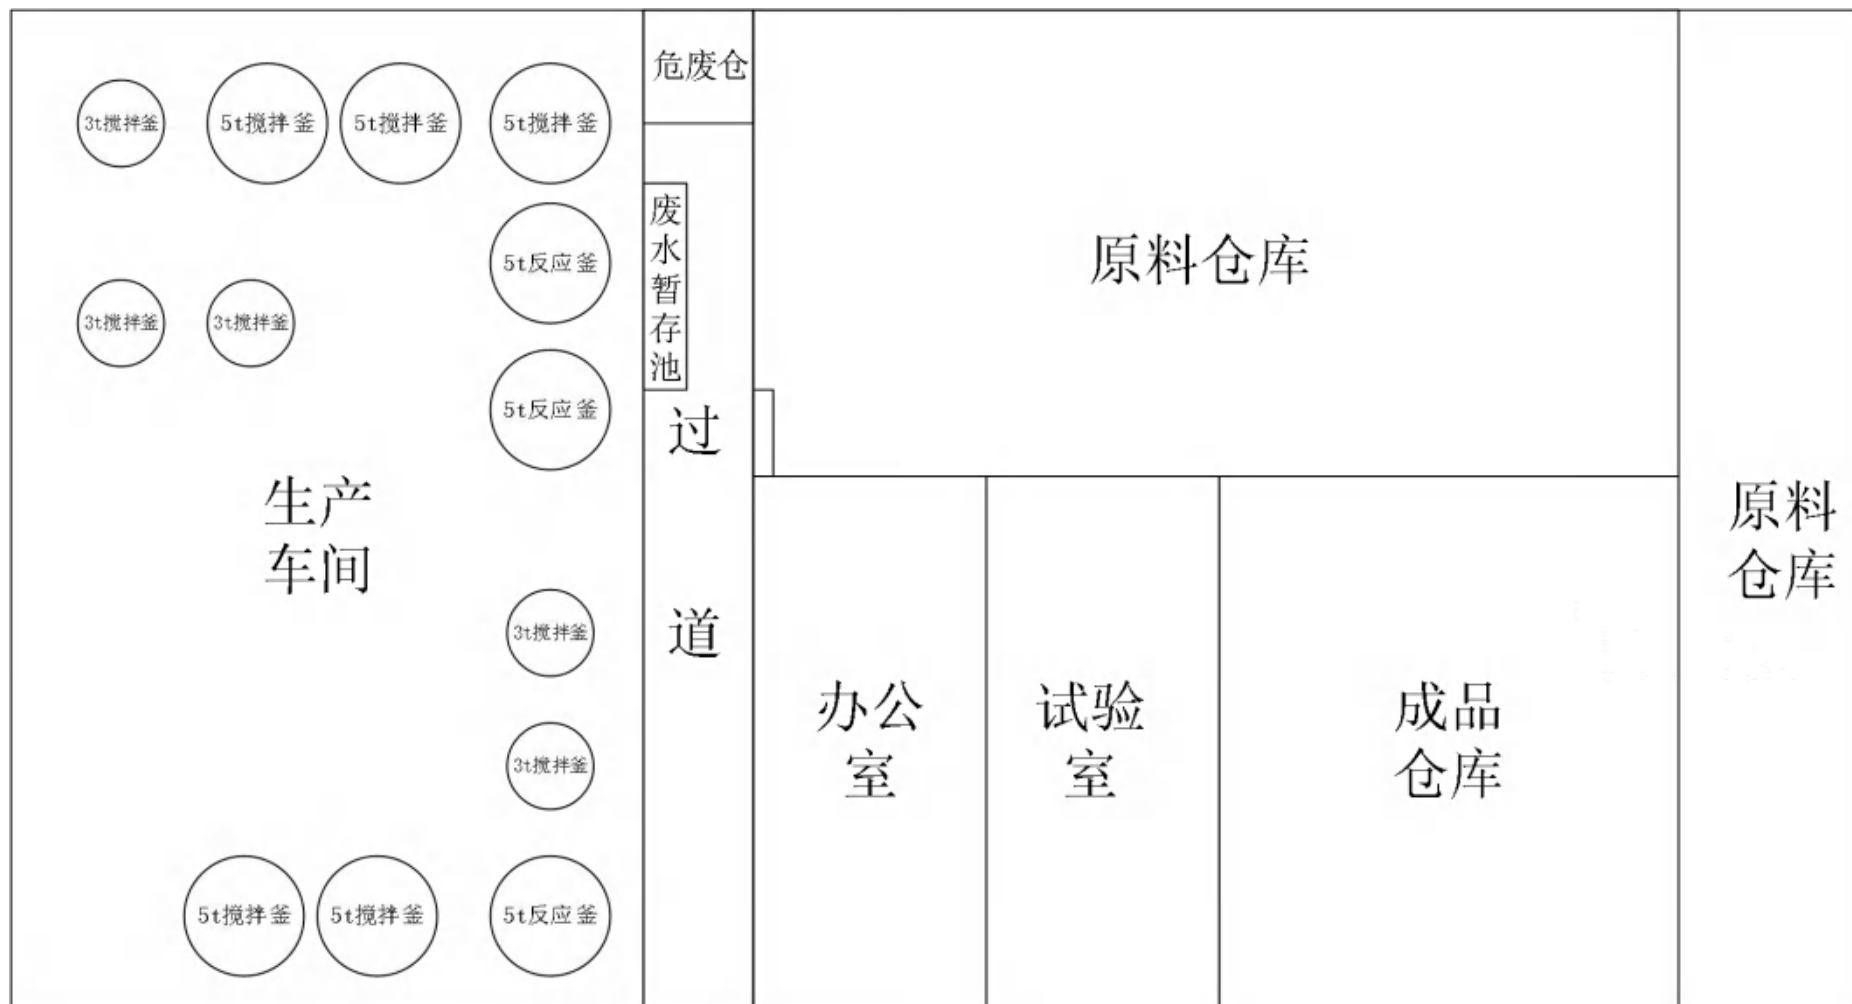 3t搅拌釜
5t搅拌釜
5t搅拌釜
5t搅拌釜
危废仓
5t反应釜
废
水
暂
存
池
原料仓库
3t搅拌釜
3t搅拌釜
5t反应釜
过
道
生产
车间
原料
仓库
3t搅拌釜
3t搅拌釜
办公
室
试验
室
成品
仓库
5t搅拌釜
5t搅拌釜
5t反应釜